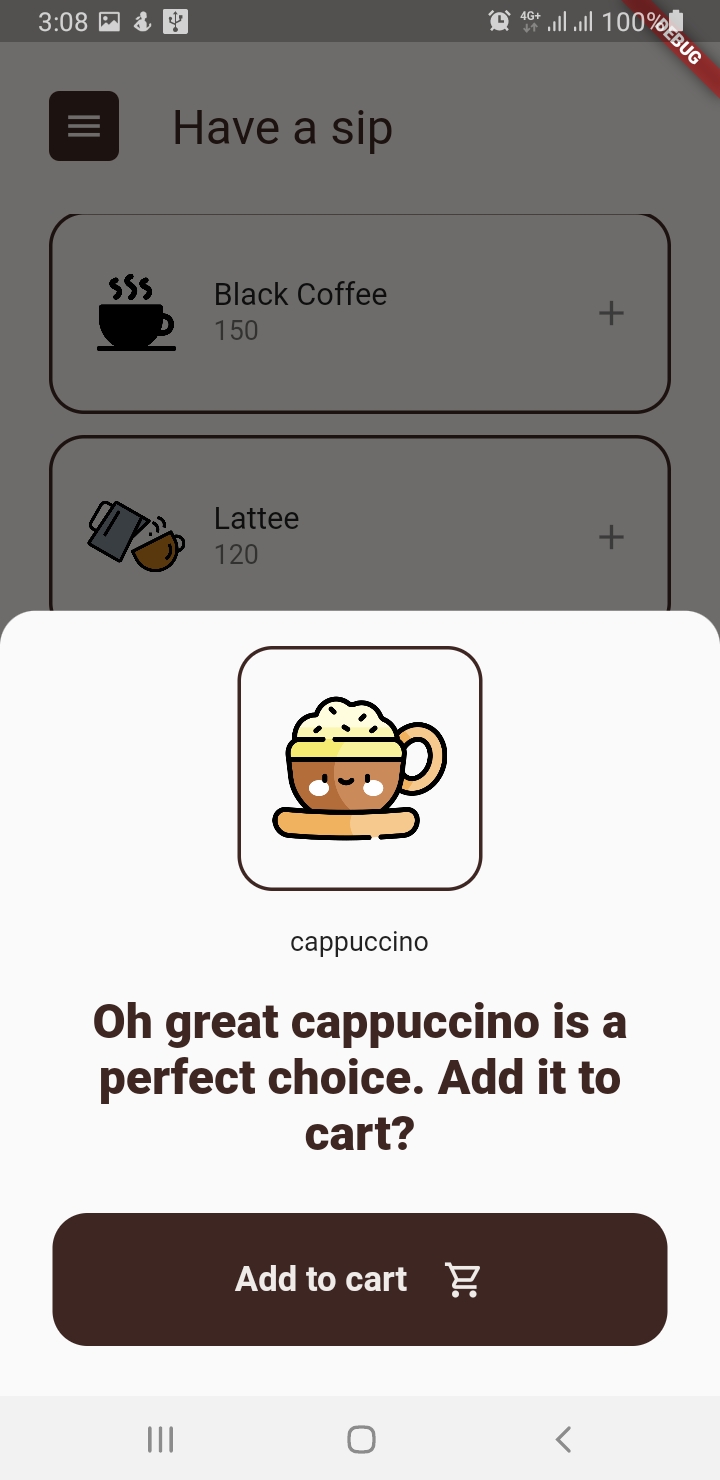 3:08
4G+
100%
DEBUG
Have a sip
Black Coffee
150
Lattee
120
cappuccino
Oh great cappuccino is a
perfect choice. Add it to
cart?
Add to cart